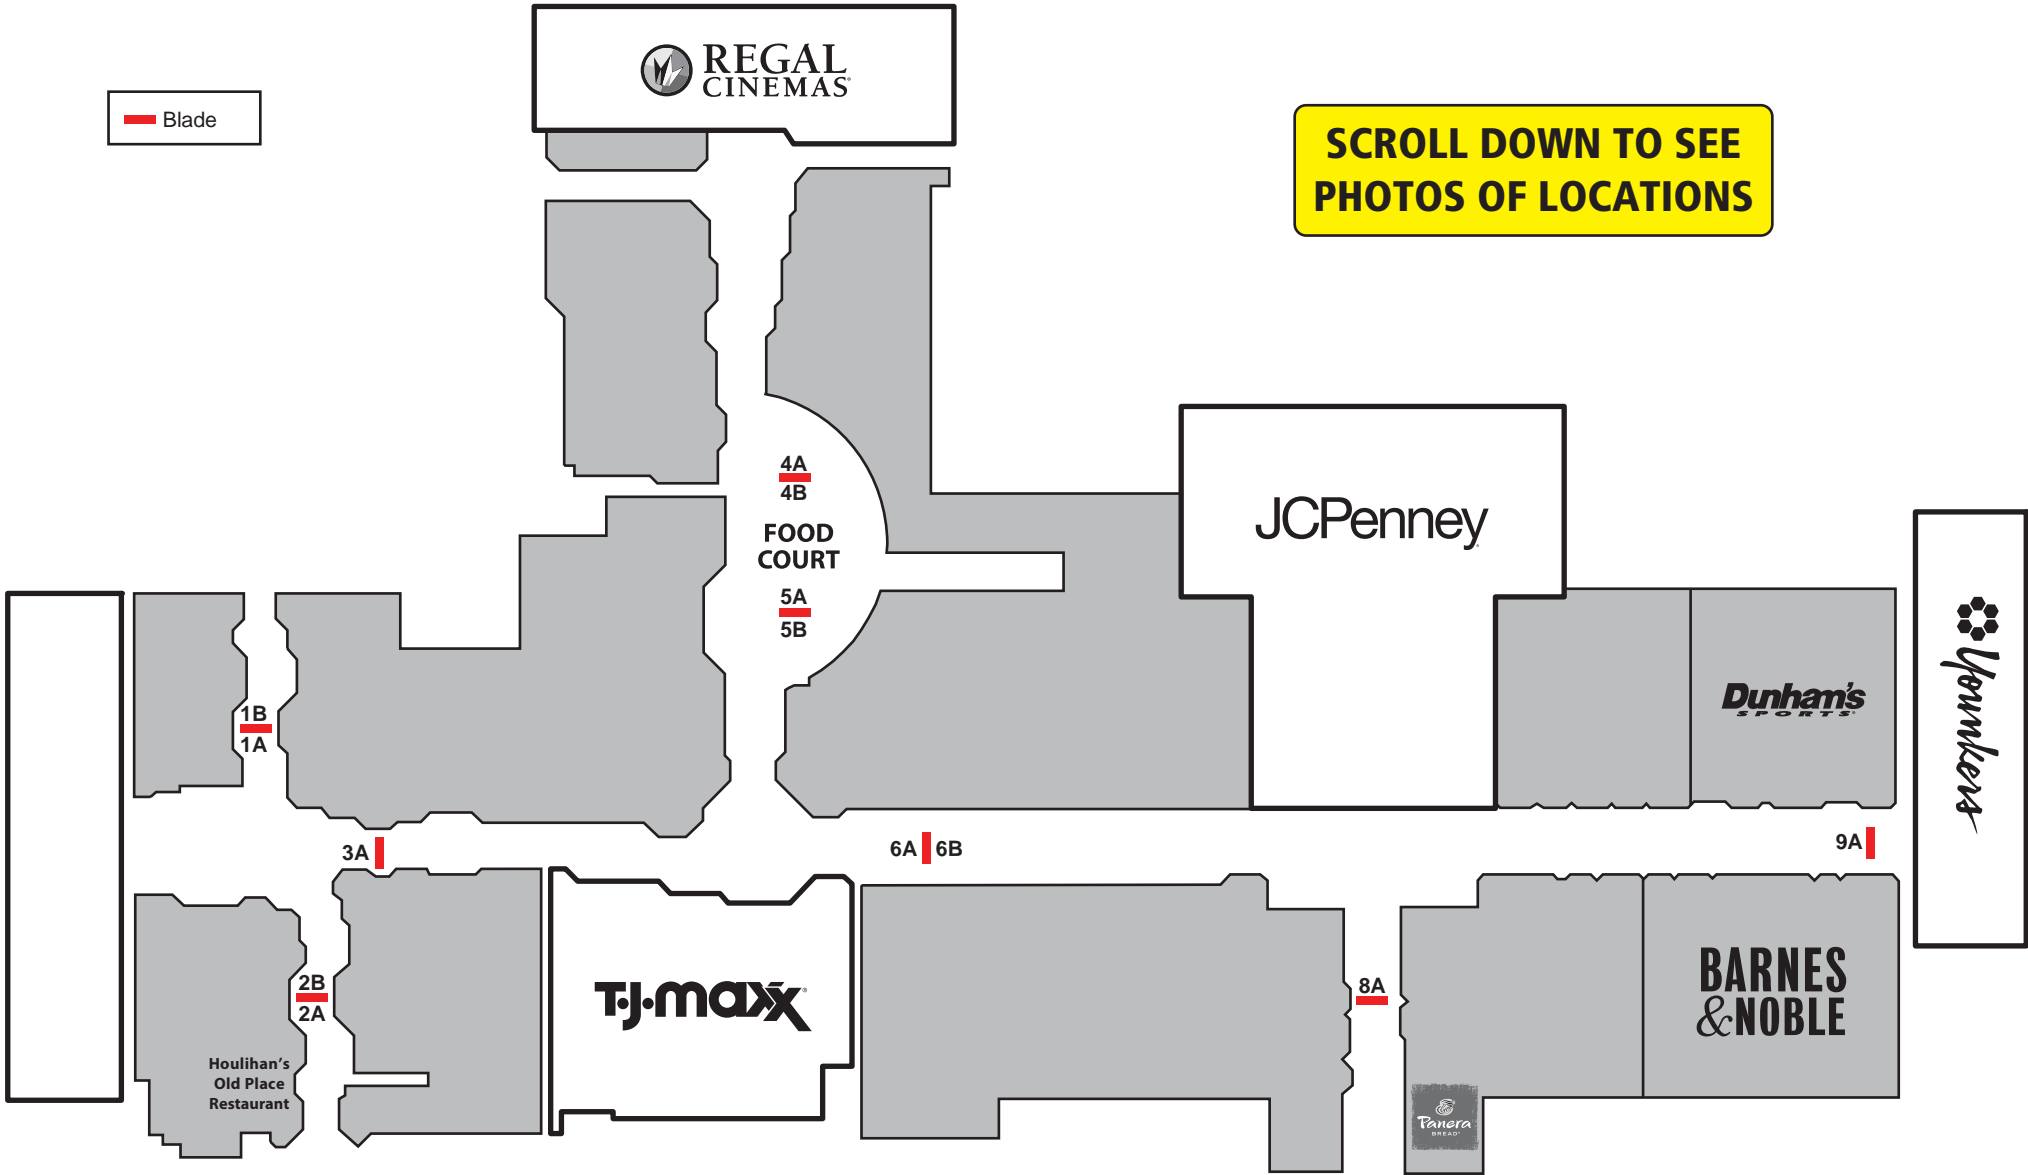 REGAL
CINEMAS
Blade
SCROLL DOWN TO SEE
PHOTOS OF LOCATIONS
4A
4B
FOOD
COURT
5A
5B
JCPenney
Younkers
Dunham's
SPORTS
1B
1A
3A
6A
6B
9A
2B
2A
8A
T·J·maxx
BARNES
&NOBLE
Houlihan's
Old Place
Restaurant
Panera
BREAD